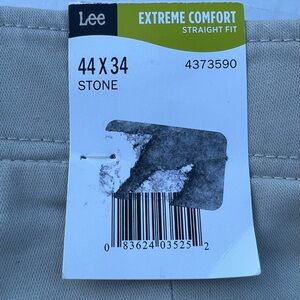 Lee EXTREME COMFORT
STRAIGHT FIT
44 X 34 4373590
STONE
0 83624 03525 2